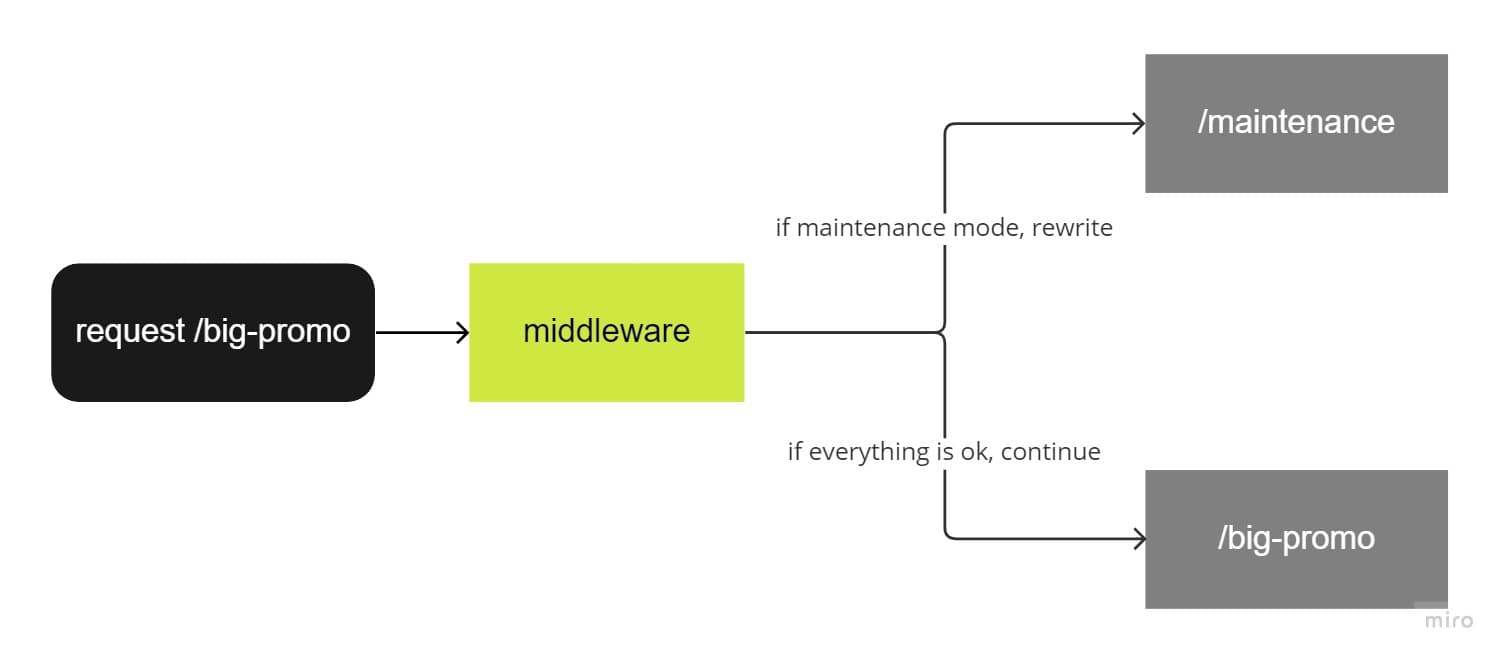 /maintenance
if maintenance mode, rewrite
request /big-promo
middleware
if everything is ok, continue
/big-promo
miro